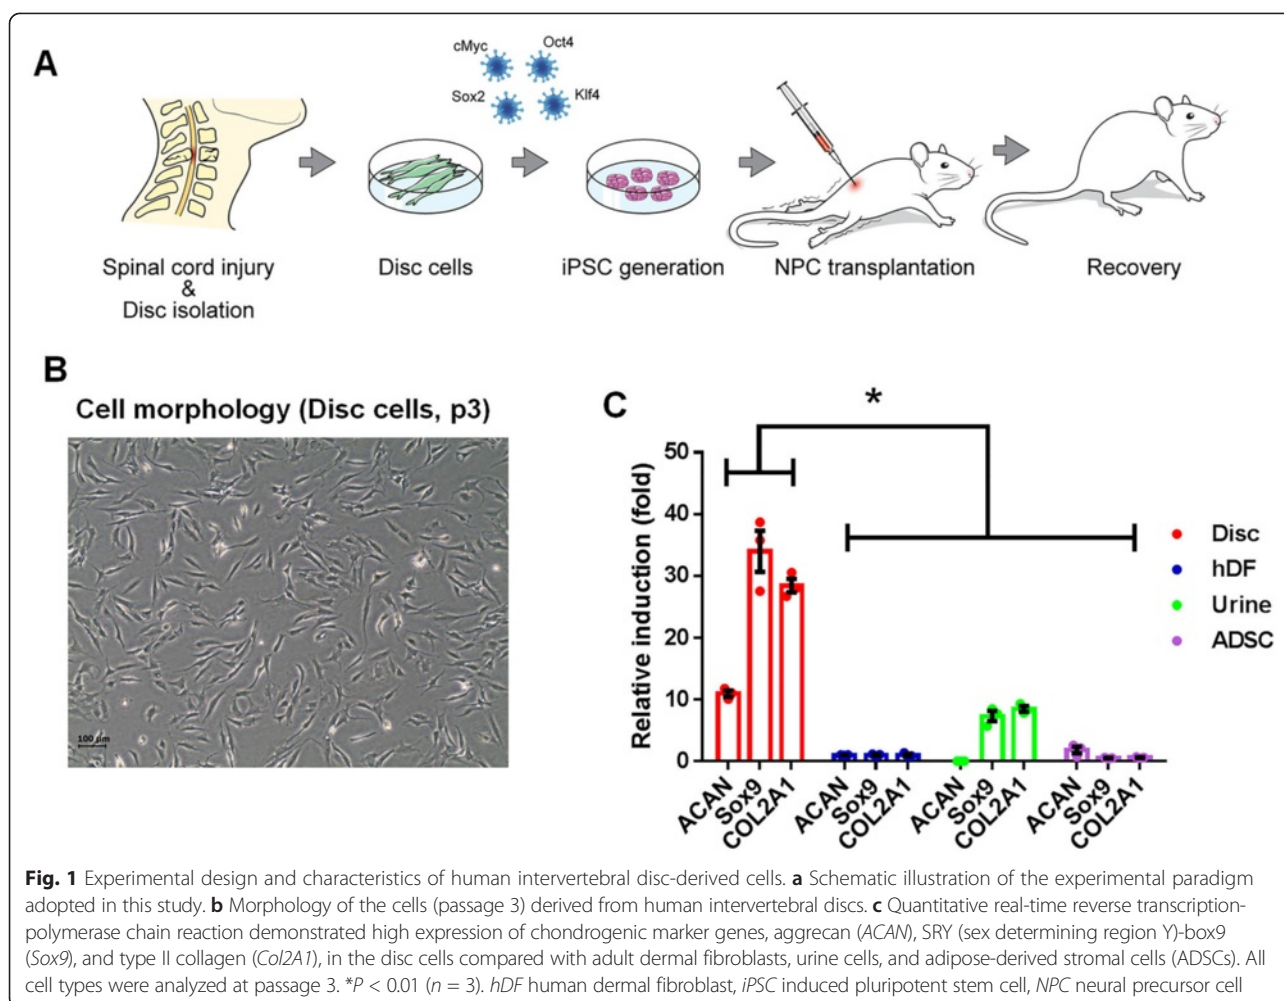 A
cMyc
Oct4
Sox2
Klf4
Spinal cord injury
&
Disc isolation
Disc cells
iPSC generation
NPC transplantation
Recovery
B
Cell morphology (Disc cells, p3)
100 μm
C
*
Relative induction (fold)
50
40
30
20
10
0
ACAN
Sox9
COL2A1
ACAN
Sox9
COL2A1
ACAN
Sox9
COL2A1
ACAN
Sox9
COL2A1
Disc
hDF
Urine
ADSC
Fig. 1 Experimental design and characteristics of human intervertebral disc-derived cells. a Schematic illustration of the experimental paradigm
adopted in this study. b Morphology of the cells (passage 3) derived from human intervertebral discs. c Quantitative real-time reverse transcription-
polymerase chain reaction demonstrated high expression of chondrogenic marker genes, aggrecan (ACAN), SRY (sex determining region Y)-box9
(Sox9), and type II collagen (Col2A1), in the disc cells compared with adult dermal fibroblasts, urine cells, and adipose-derived stromal cells (ADSCs). All
cell types were analyzed at passage 3. *P < 0.01 (n = 3). hDF human dermal fibroblast, iPSC induced pluripotent stem cell, NPC neural precursor cell